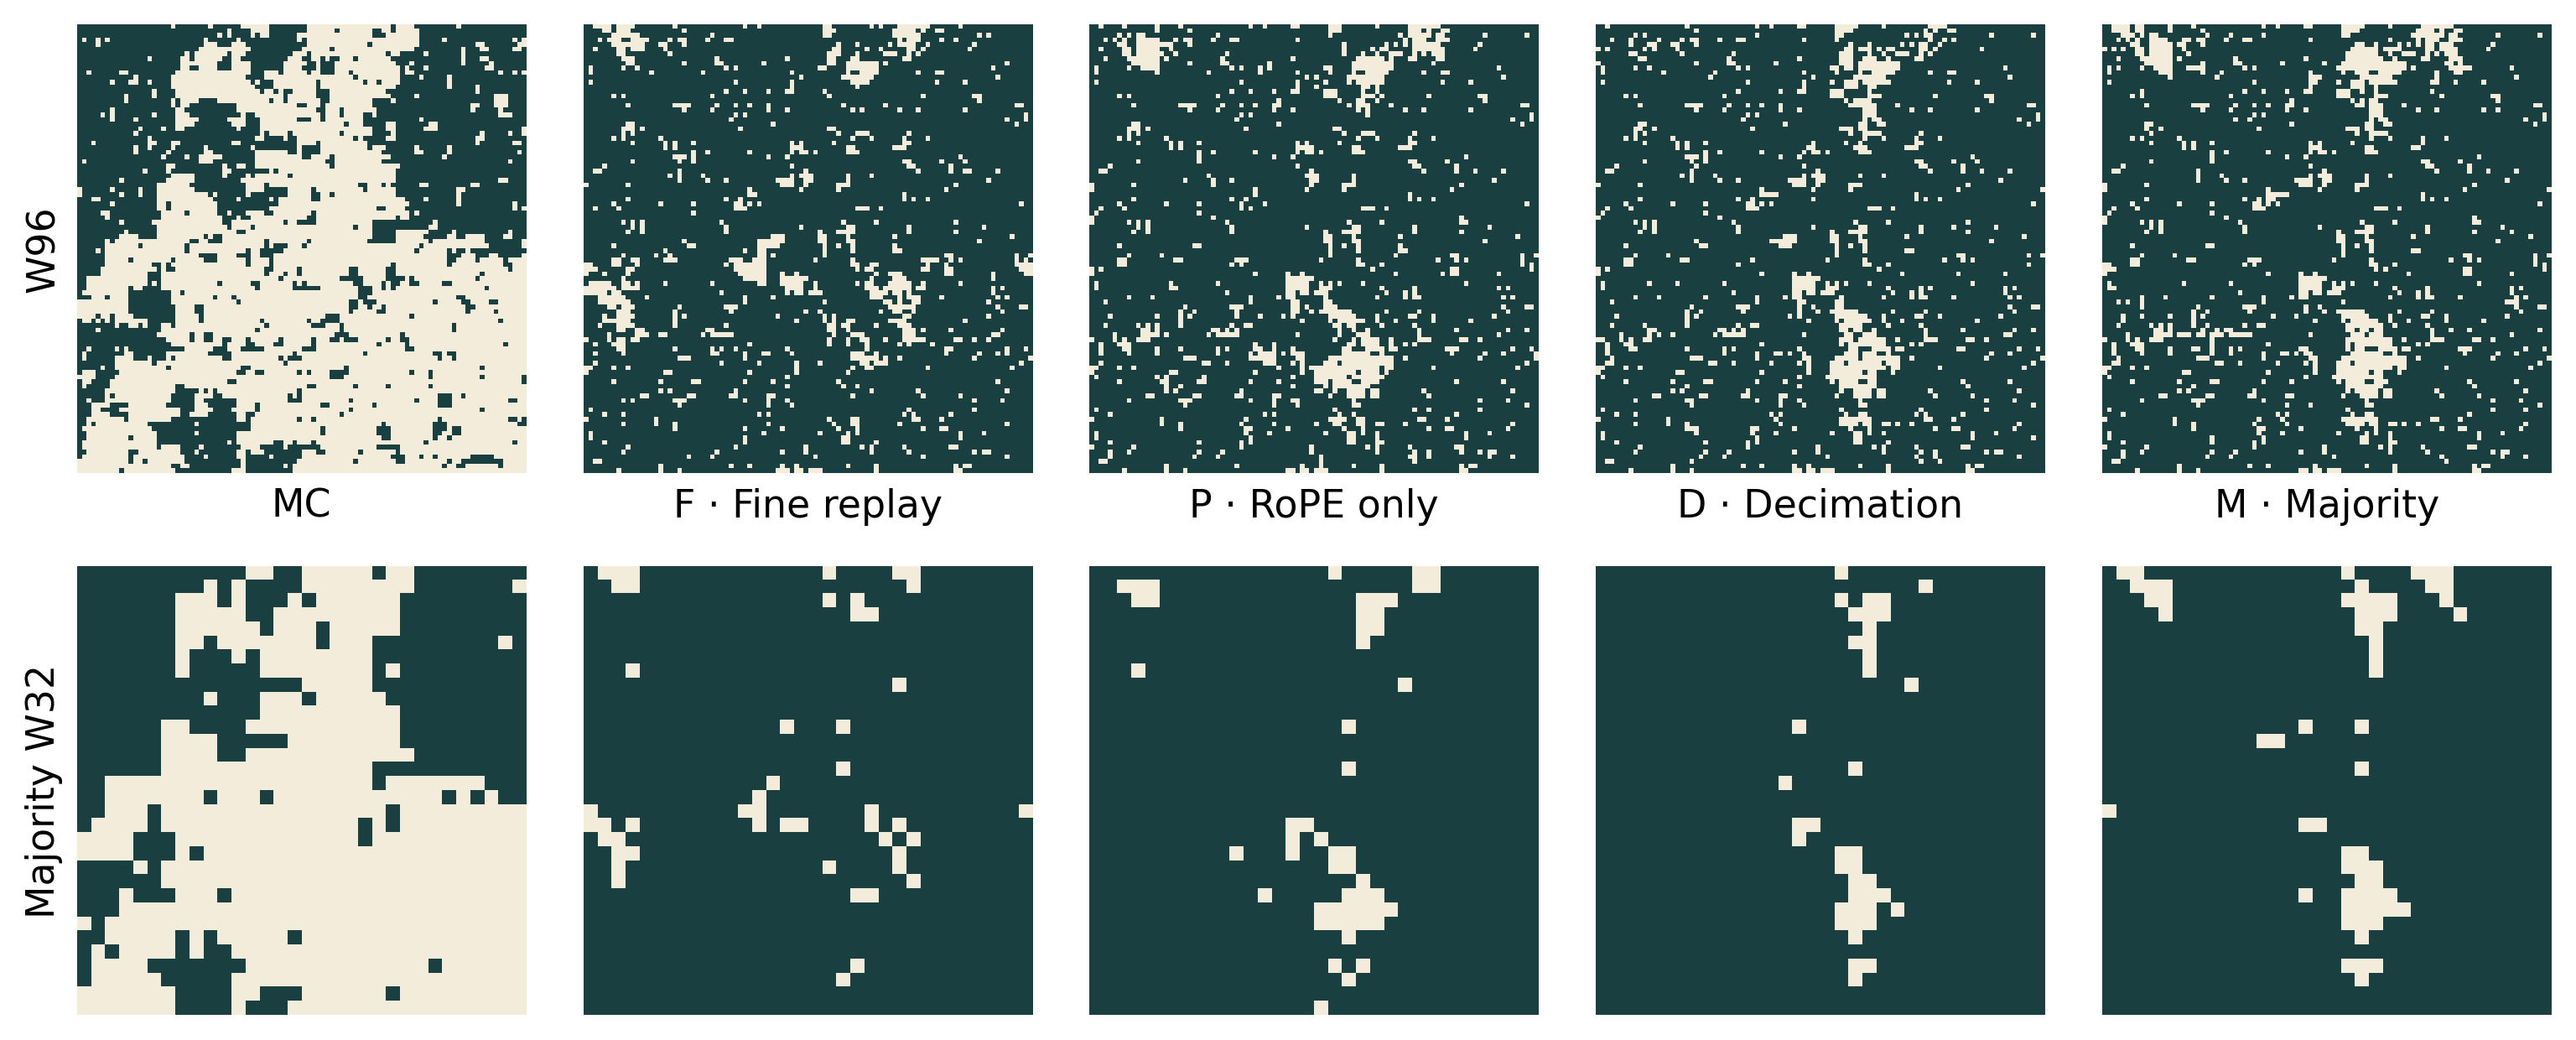 W96
MC
F · Fine replay
P · RoPE only
D · Decimation
M · Majority
Majority W32